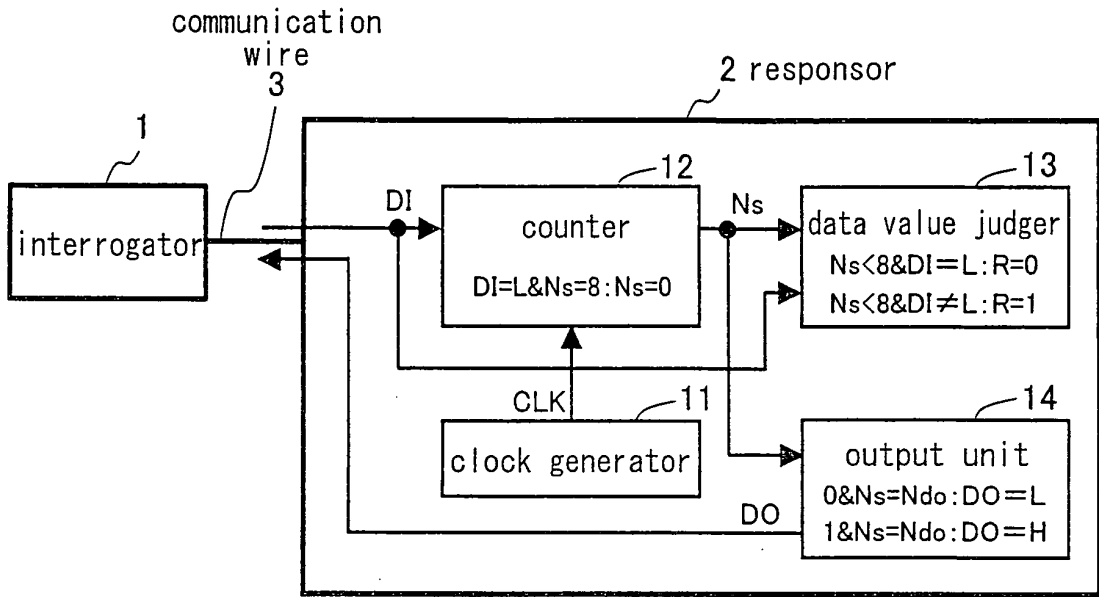 communication
wire
3
2 responsor
1
interrogator
DI
12
counter
DI=L&Ns=8:Ns=0
Ns
13
data value judger
Ns<8&DI=L:R=0
Ns<8&DI≠L:R=1
CLK
11
clock generator
14
output unit
0&Ns=Ndo:DO=L
1&Ns=Ndo:DO=H
DO